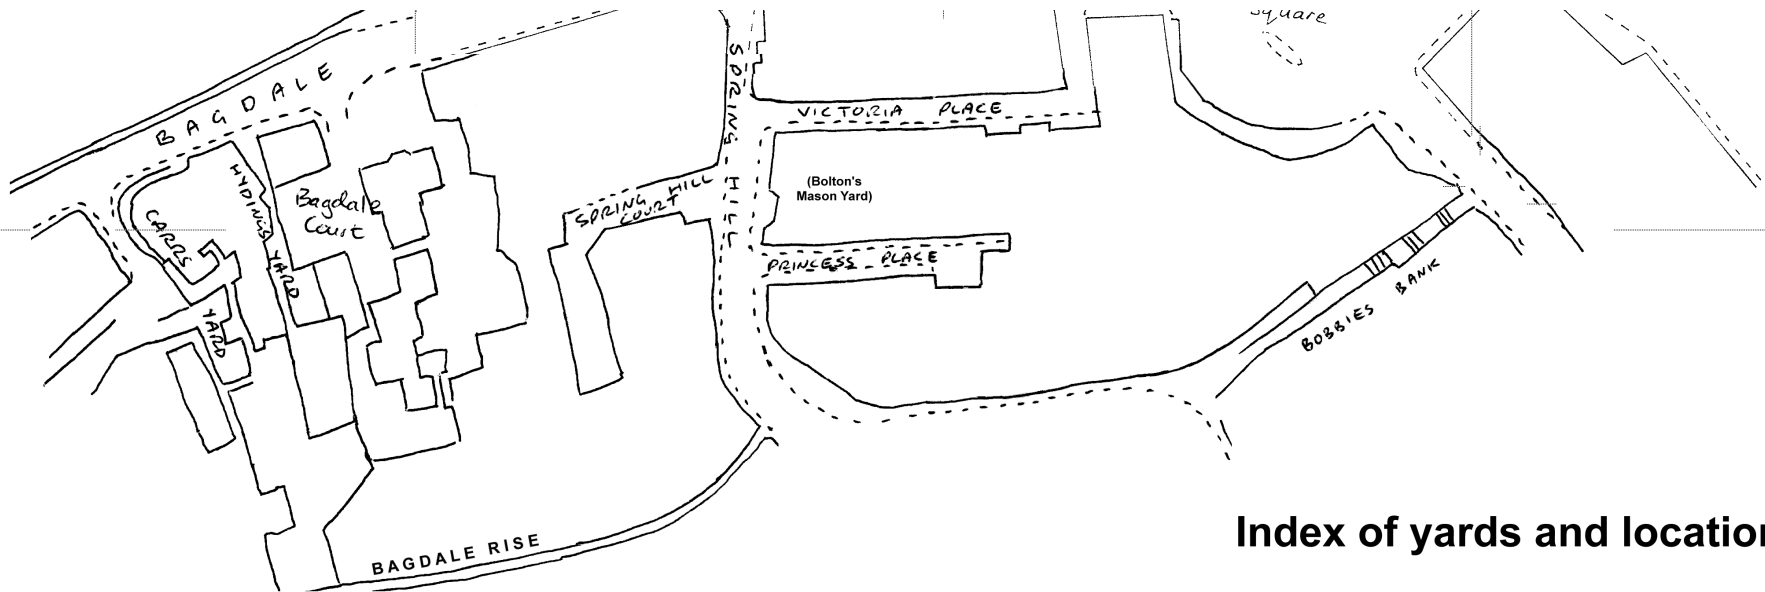 Square
BAGDALE
SPRING HILL
VICTORIA PLACE
HYDINGS YARD
Bagdale
Court
CARRS
YARD
SPRING HILL
COURT
(Bolton's
Mason Yard)
PRINCESS PLACE
BOBBIES BANK
BAGDALE RISE
Index of yards and location